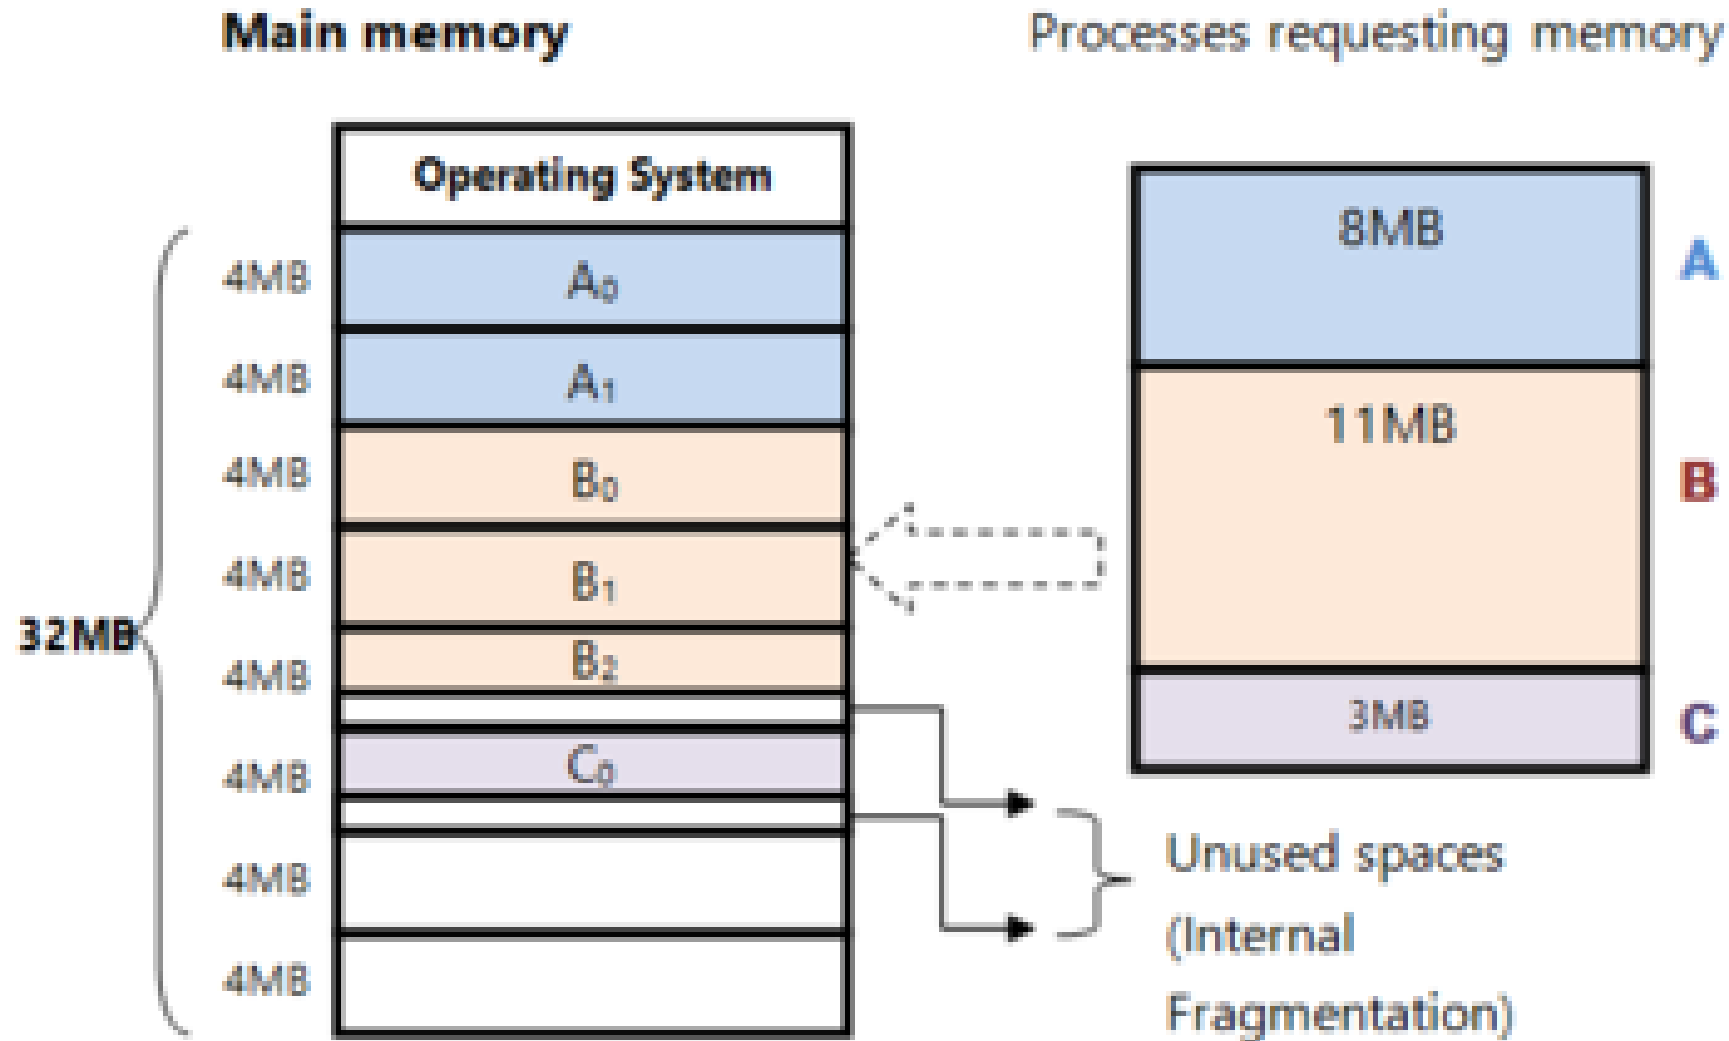 Main memory
Processes requesting memory
Operating System
4MB
A0
4MB
A1
4MB
B0
4MB
B1
32MB
4MB
B2
4MB
C0
4MB
4MB
8MB
A
11MB
B
3MB
C
Unused spaces
(Internal
Fragmentation)